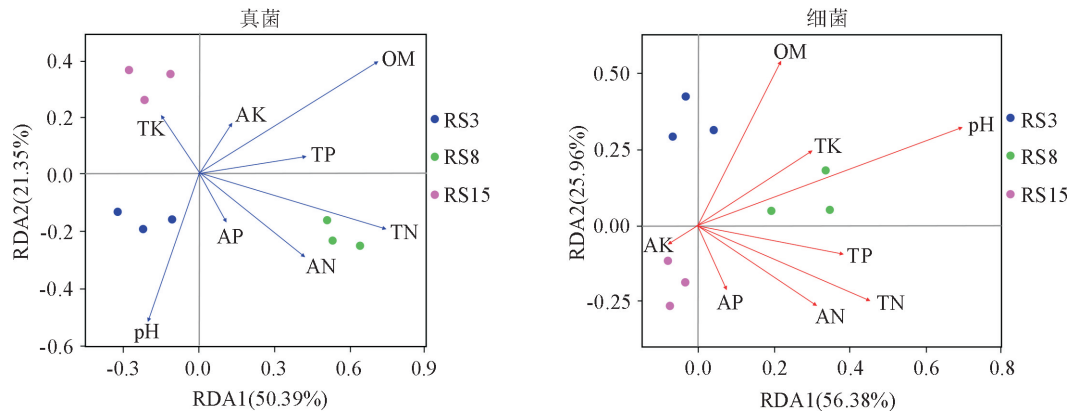 真菌
0.4
0.2
0.0
-0.2
-0.4
-0.6
-0.3
0.0
0.3
0.6
0.9
RDA2(21.35%)
RDA1(50.39%)
OM
AK
TK
TP
TN
AP
AN
pH
RS3
RS8
RS15
细菌
0.50
0.25
0.00
-0.25
0.0
0.2
0.4
0.6
0.8
RDA2(25.96%)
RDA1(56.38%)
OM
pH
TK
AK
TP
AP
AN
TN
RS3
RS8
RS15